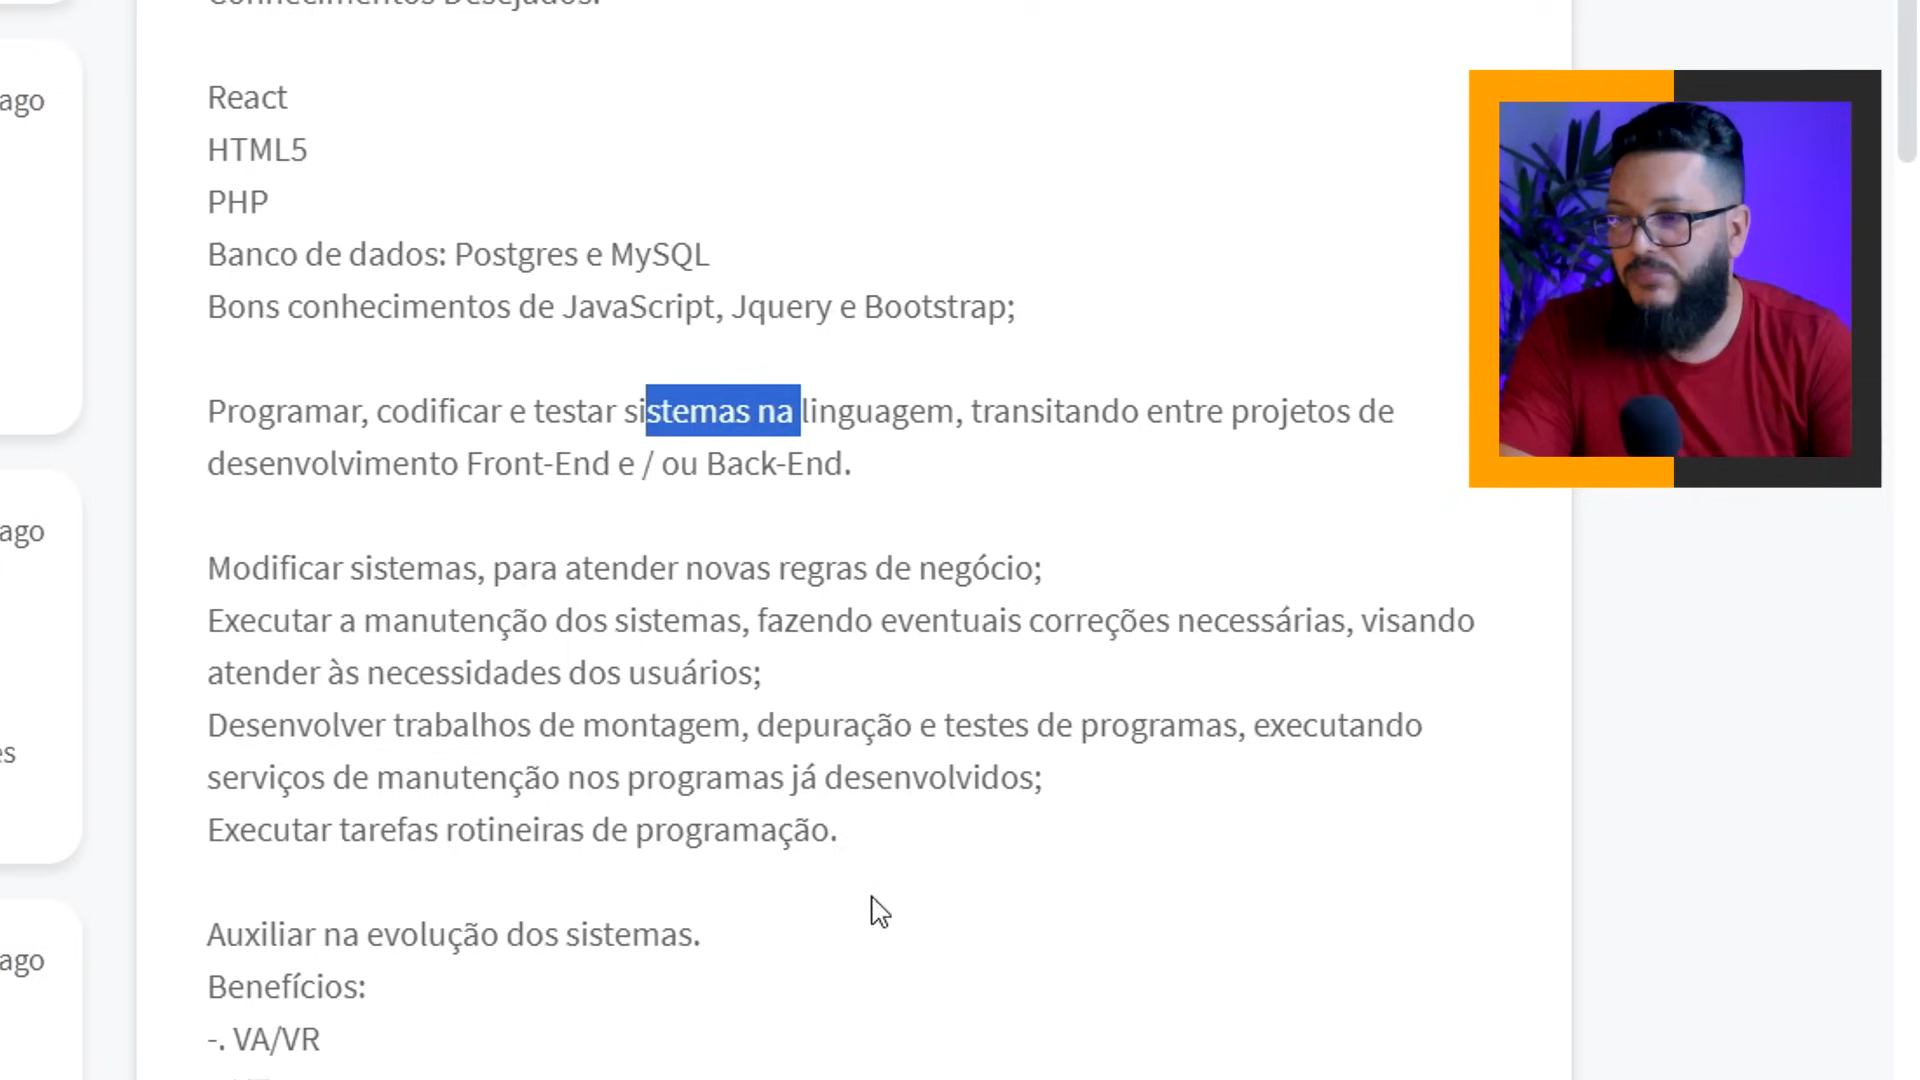 Conhecimentos Desejados:
ago
React
HTML5
PHP
Banco de dados: Postgres e MySQL
Bons conhecimentos de JavaScript, Jquery e Bootstrap;
Programar, codificar e testar sistemas na linguagem, transitando entre projetos de
desenvolvimento Front-End e / ou Back-End.
ago
Modificar sistemas, para atender novas regras de negócio;
Executar a manutenção dos sistemas, fazendo eventuais correções necessárias, visando
atender às necessidades dos usuários;
Desenvolver trabalhos de montagem, depuração e testes de programas, executando
es
serviços de manutenção nos programas já desenvolvidos;
Executar tarefas rotineiras de programação.
Auxiliar na evolução dos sistemas.
ago
Benefícios:
-. VA/VR